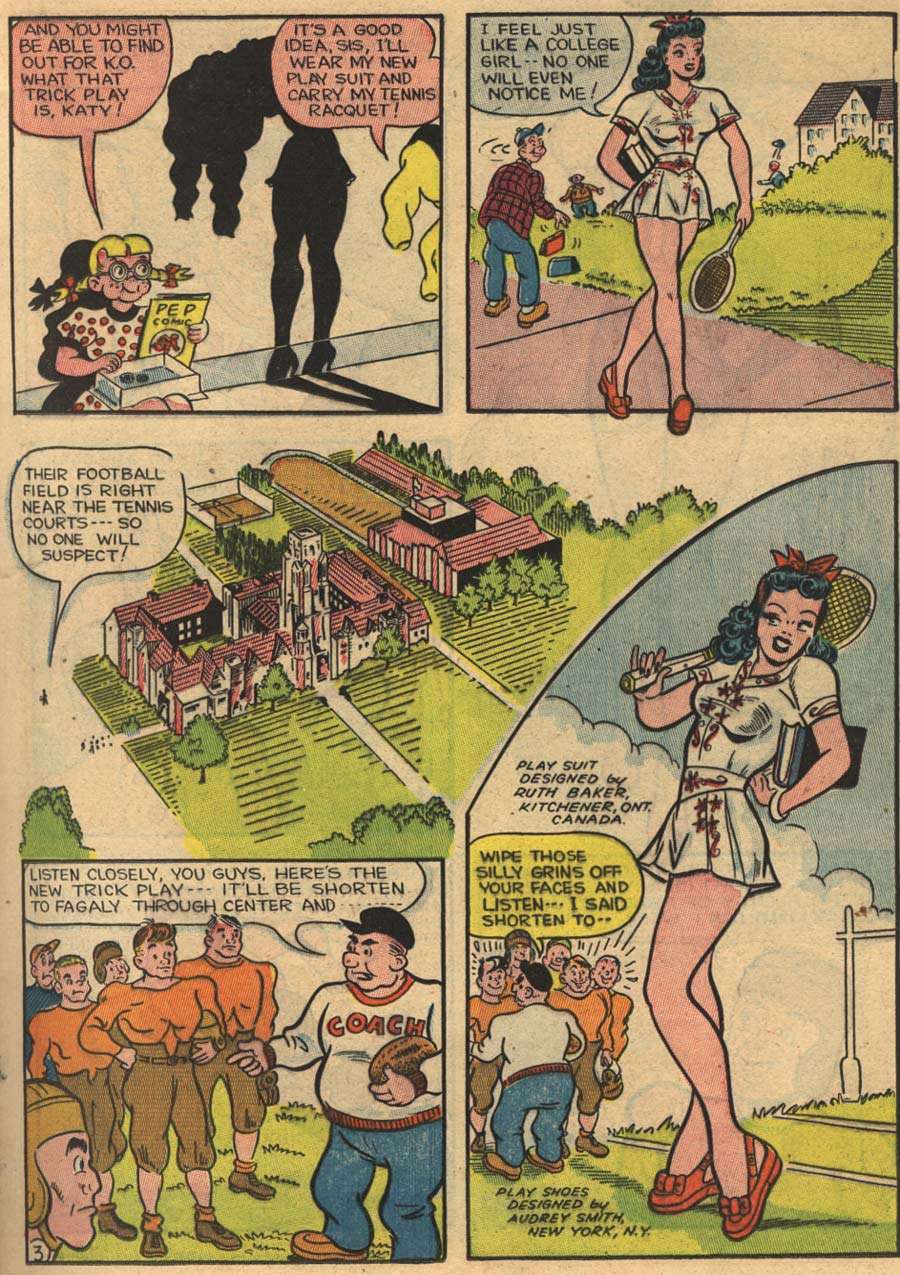 AND YOU MIGHT
BE ABLE TO FIND
OUT FOR K.O.
WHAT THAT
TRICK PLAY
IS, KATY!
IT'S A GOOD
IDEA, SIS, I'LL
WEAR MY NEW
PLAY SUIT AND
CARRY MY TENNIS
RACQUET!
PEP
COMIC
I FEEL JUST
LIKE A COLLEGE
GIRL -- NO ONE
WILL EVEN
NOTICE ME!
THEIR FOOTBALL
FIELD IS RIGHT
NEAR THE TENNIS
COURTS --- SO
NO ONE WILL
SUSPECT!
PLAY SUIT
DESIGNED by
RUTH BAKER,
KITCHENER, ONT.
CANADA.
LISTEN CLOSELY, YOU GUYS, HERE'S THE
NEW TRICK PLAY --- IT'LL BE SHORTEN
TO FAGALY THROUGH CENTER AND ------
COACH
WIPE THOSE
SILLY GRINS OFF
YOUR FACES AND
LISTEN --- I SAID
SHORTEN TO --
PLAY SHOES
DESIGNED by
AUDREY SMITH,
NEW YORK, N.Y.
3